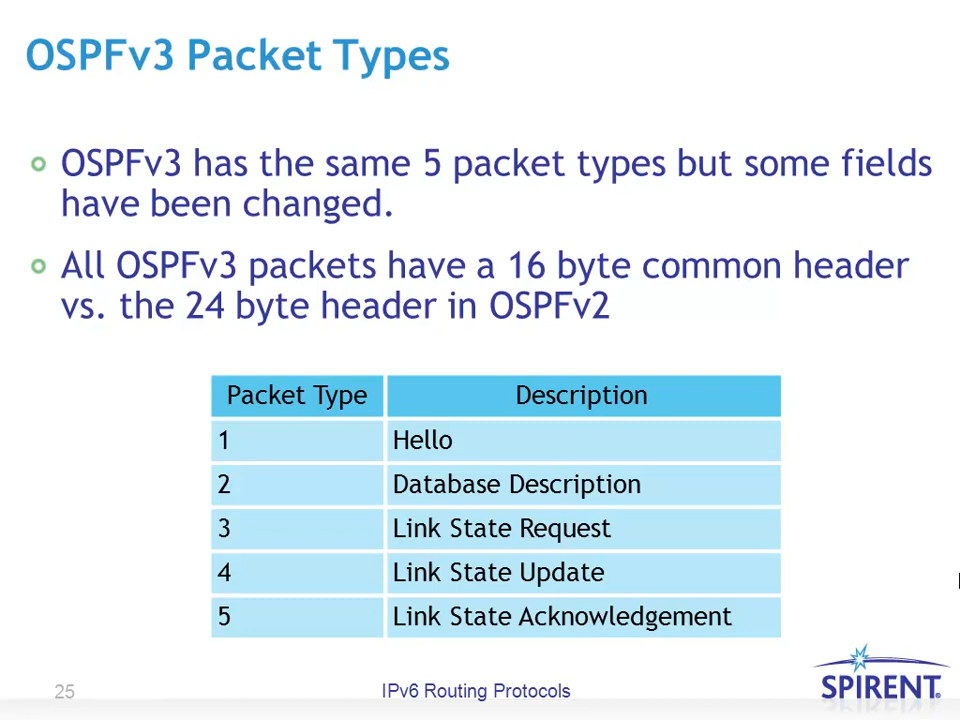 OSPFv3 Packet Types
OSPFv3 has the same 5 packet types but some fields
have been changed.
All OSPFv3 packets have a 16 byte common header
vs. the 24 byte header in OSPFv2
Packet Type Description
1 Hello
2 Database Description
3 Link State Request
4 Link State Update
5 Link State Acknowledgement
25 IPv6 Routing Protocols
SPIRENT®